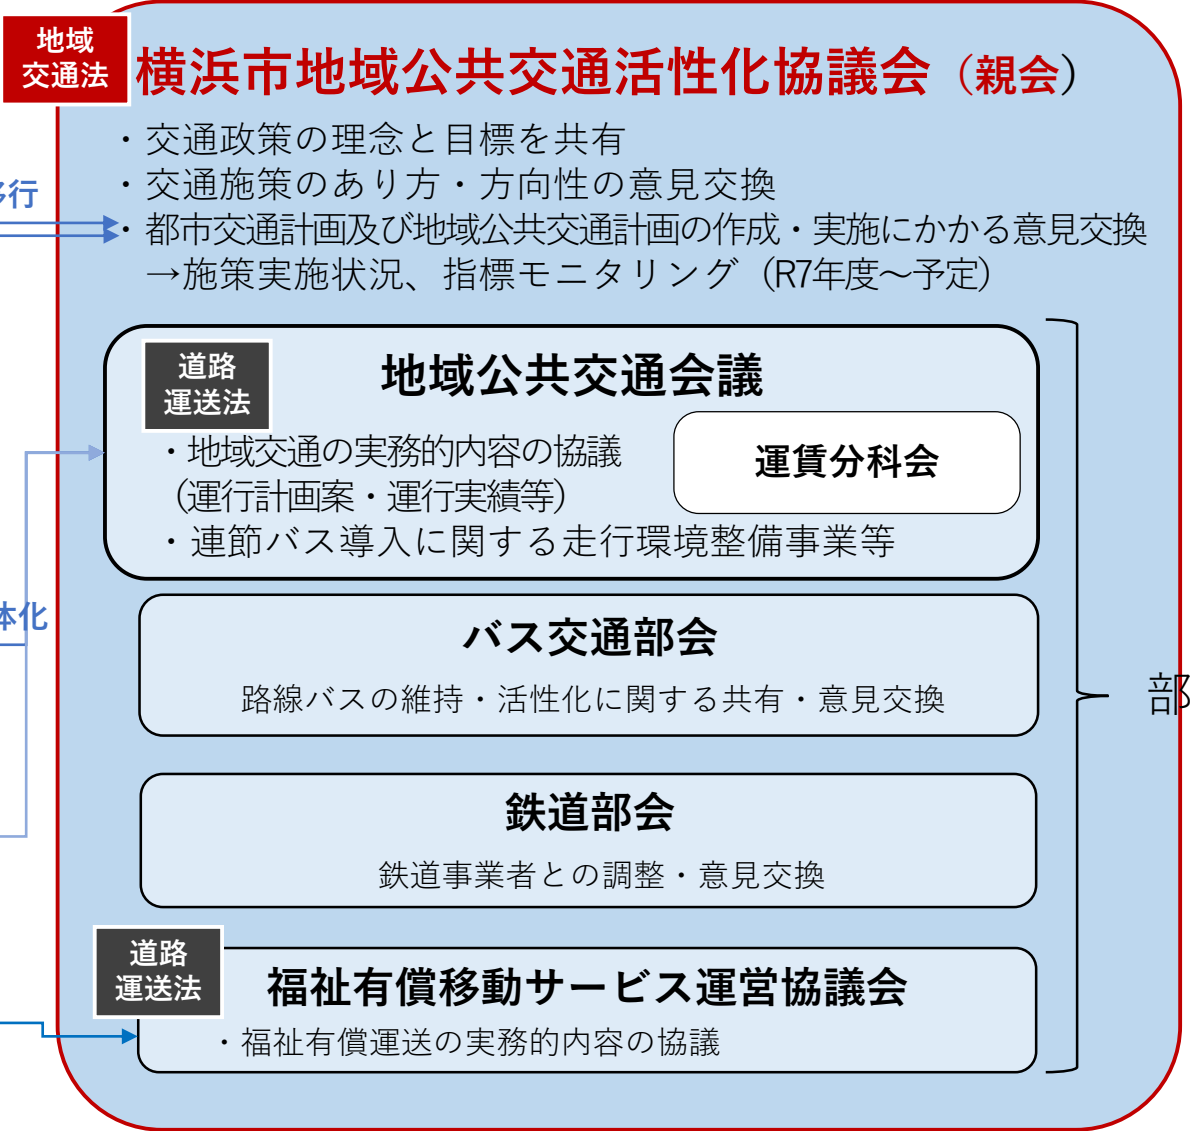 地域
交通法
横浜市地域公共交通活性化協議会（親会）
・交通政策の理念と目標を共有
・交通施策のあり方・方向性の意見交換
移行
・都市交通計画及び地域公共交通計画の作成・実施にかかる意見交換
→施策実施状況、指標モニタリング（R7年度～予定）
道路
運送法
地域公共交通会議
・地域交通の実務的内容の協議
（運行計画案・運行実績等）
運賃分科会
・連節バス導入に関する走行環境整備事業等
体化
バス交通部会
路線バスの維持・活性化に関する共有・意見交換
部
鉄道部会
鉄道事業者との調整・意見交換
道路
運送法
福祉有償移動サービス運営協議会
・福祉有償運送の実務的内容の協議